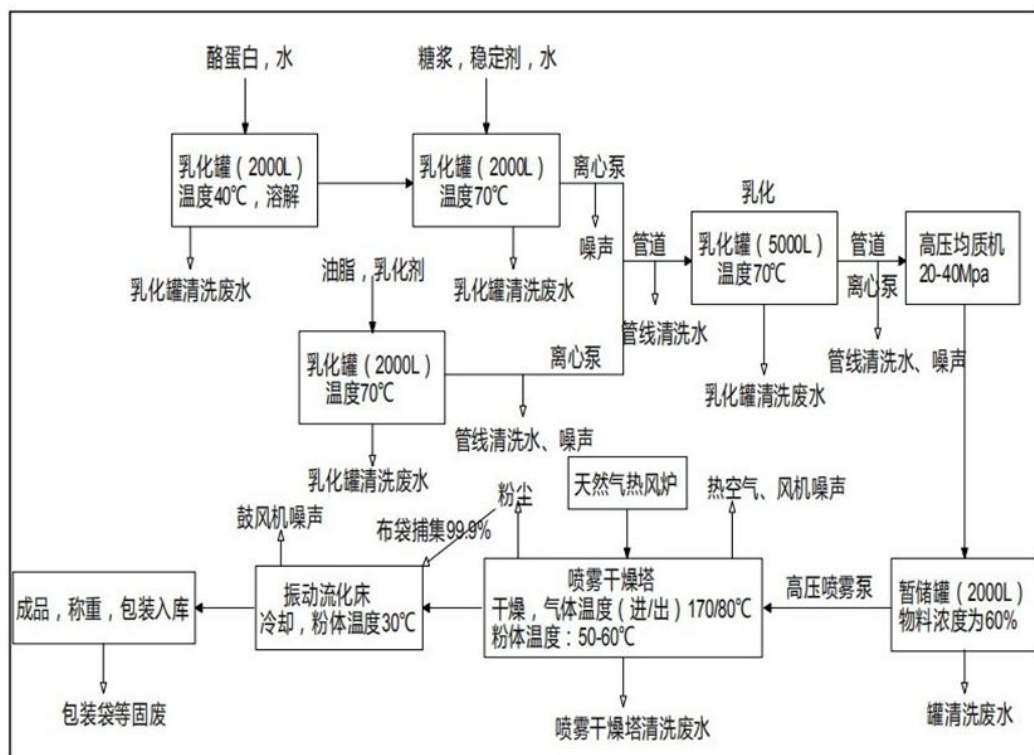 酪蛋白，水
糖浆，稳定剂，水
乳化罐（2000L）
温度40℃，溶解
乳化罐（2000L）
温度70℃
离心泵
噪声
乳化罐清洗废水
乳化罐清洗废水
油脂，乳化剂
乳化罐（2000L）
温度70℃
离心泵
管线清洗水、噪声
乳化罐清洗废水
管道
管线清洗水
乳化
乳化罐（5000L）
温度70℃
乳化罐清洗废水
管道
离心泵
管线清洗水、噪声
高压均质机
20-40Mpa
暂储罐（2000L）
物料浓度为60%
罐清洗废水
高压喷雾泵
天然气热风炉
热空气、风机噪声
粉尘
布袋捕集99.9%
喷雾干燥塔
干燥，气体温度（进/出）170/80℃
粉体温度：50-60℃
喷雾干燥塔清洗废水
鼓风机噪声
振动流化床
冷却，粉体温度30℃
成品，称重，包装入库
包装袋等固废